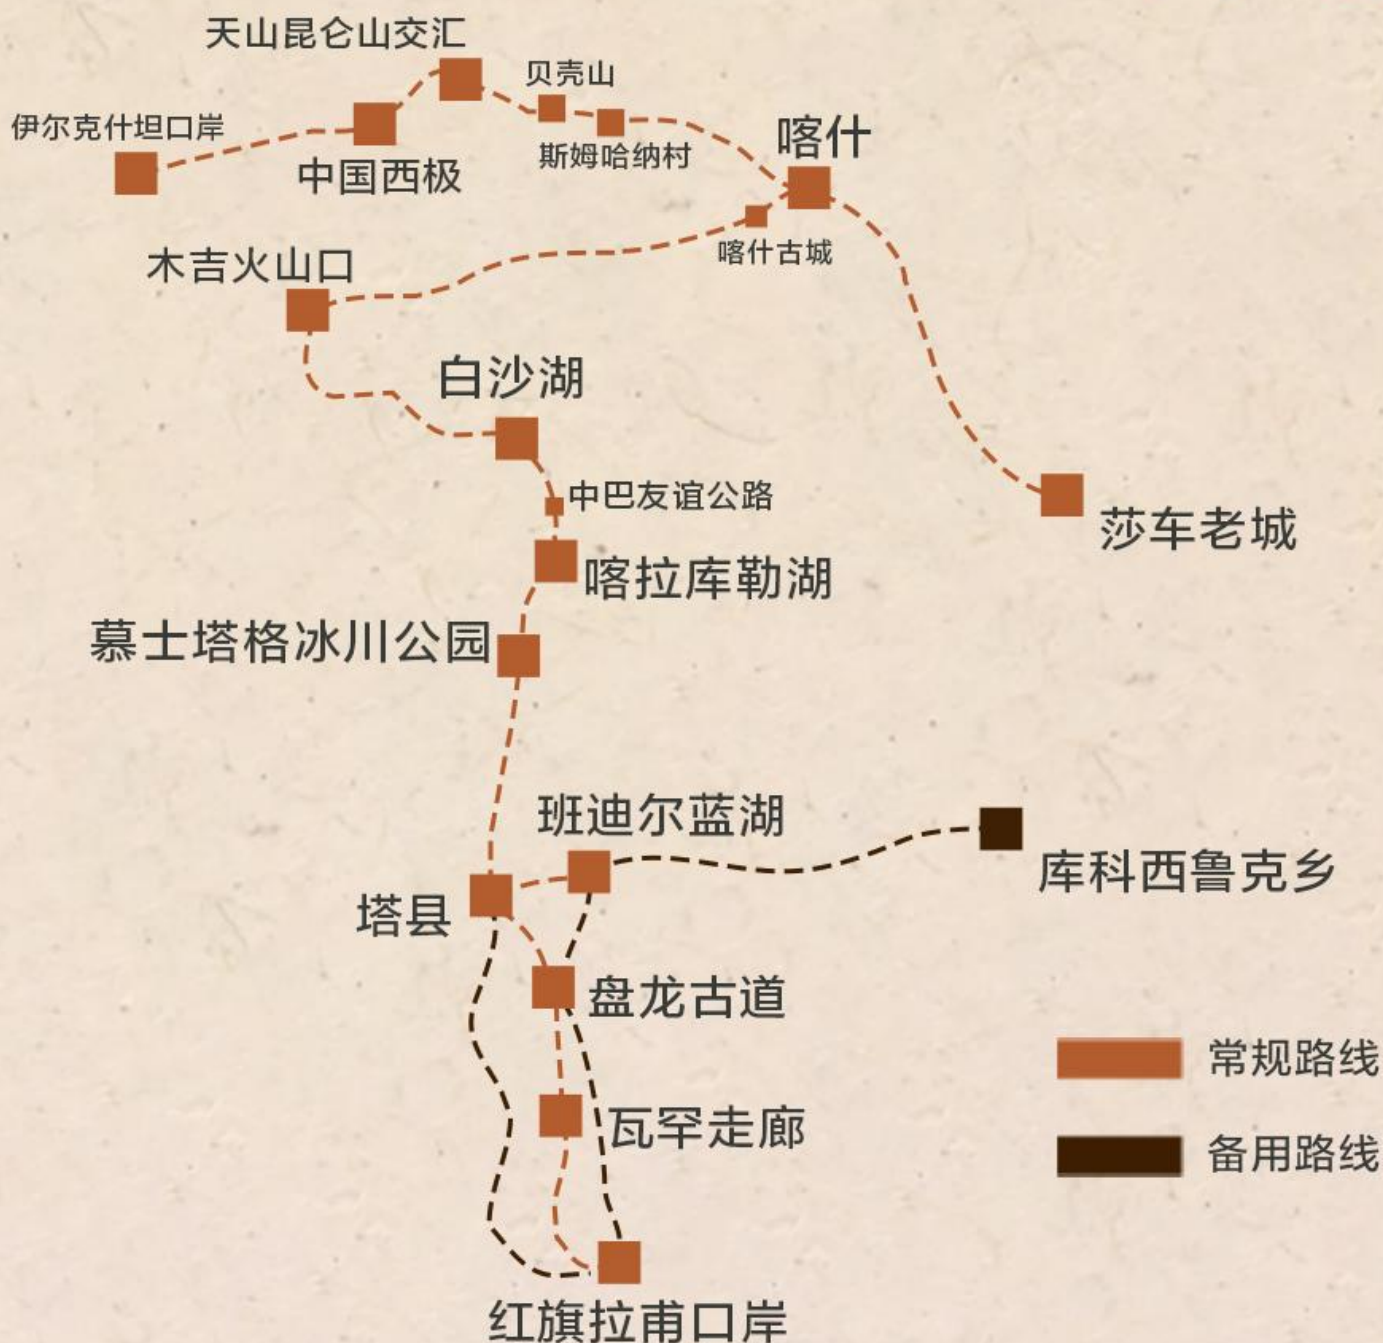 天山昆仑山交汇
贝壳山
伊尔克什坦口岸
喀什
斯姆哈纳村
中国西极
喀什古城
木吉火山口
白沙湖
中巴友谊公路
莎车老城
喀拉库勒湖
慕士塔格冰川公园
班迪尔蓝湖
库科西鲁克乡
塔县
盘龙古道
常规路线
瓦罕走廊
备用路线
红旗拉甫口岸